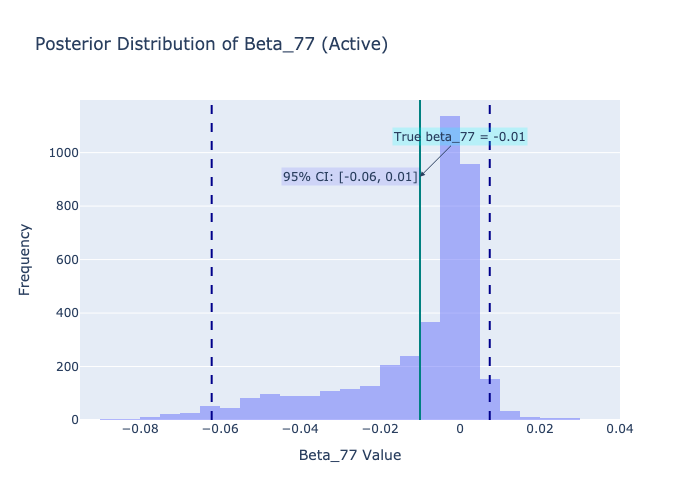 Posterior Distribution of Beta_77 (Active)
True beta_77 = -0.01
95% CI: [-0.06, 0.01]
1000
800
600
400
200
0
Frequency
−0.08
−0.06
−0.04
−0.02
0
0.02
0.04
Beta_77 Value